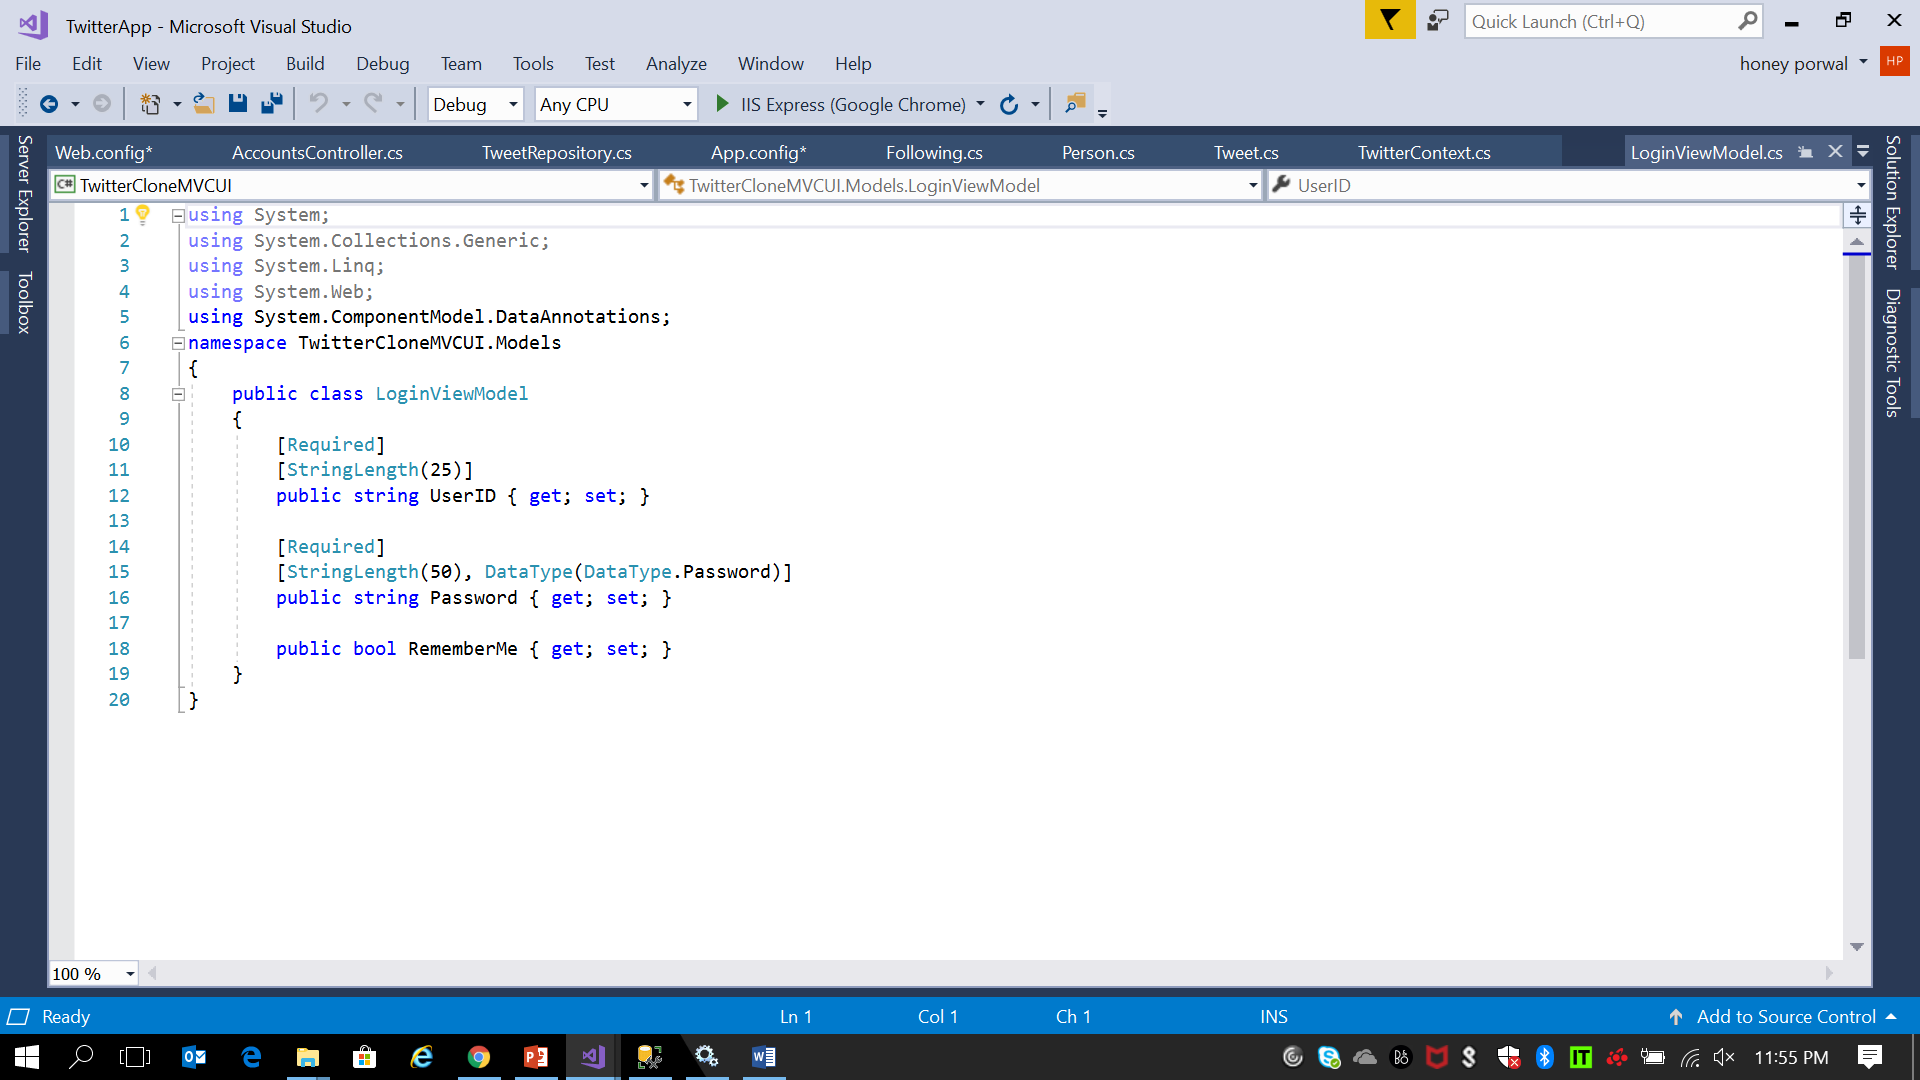 TwitterApp - Microsoft Visual Studio
Quick Launch (Ctrl+Q)
File Edit View Project Build Debug Team Tools Test Analyze Window Help
honey porwal HP
Debug Any CPU IIS Express (Google Chrome)
Server Explorer
Toolbox
Web.config* AccountsController.cs TweetRepository.cs App.config* Following.cs Person.cs Tweet.cs TwitterContext.cs LoginViewModel.cs
C# TwitterCloneMVCUI TwitterCloneMVCUI.Models.LoginViewModel UserID
1 using System;
2 using System.Collections.Generic;
3 using System.Linq;
4 using System.Web;
5 using System.ComponentModel.DataAnnotations;
6 namespace TwitterCloneMVCUI.Models
7 {
8 public class LoginViewModel
9 {
10 [Required]
11 [StringLength(25)]
12 public string UserID { get; set; }
13
14 [Required]
15 [StringLength(50), DataType(DataType.Password)]
16 public string Password { get; set; }
17
18 public bool RememberMe { get; set; }
19 }
20 }
Solution Explorer
Diagnostic Tools
100 %
Ready Ln 1 Col 1 Ch 1 INS Add to Source Control
11:55 PM